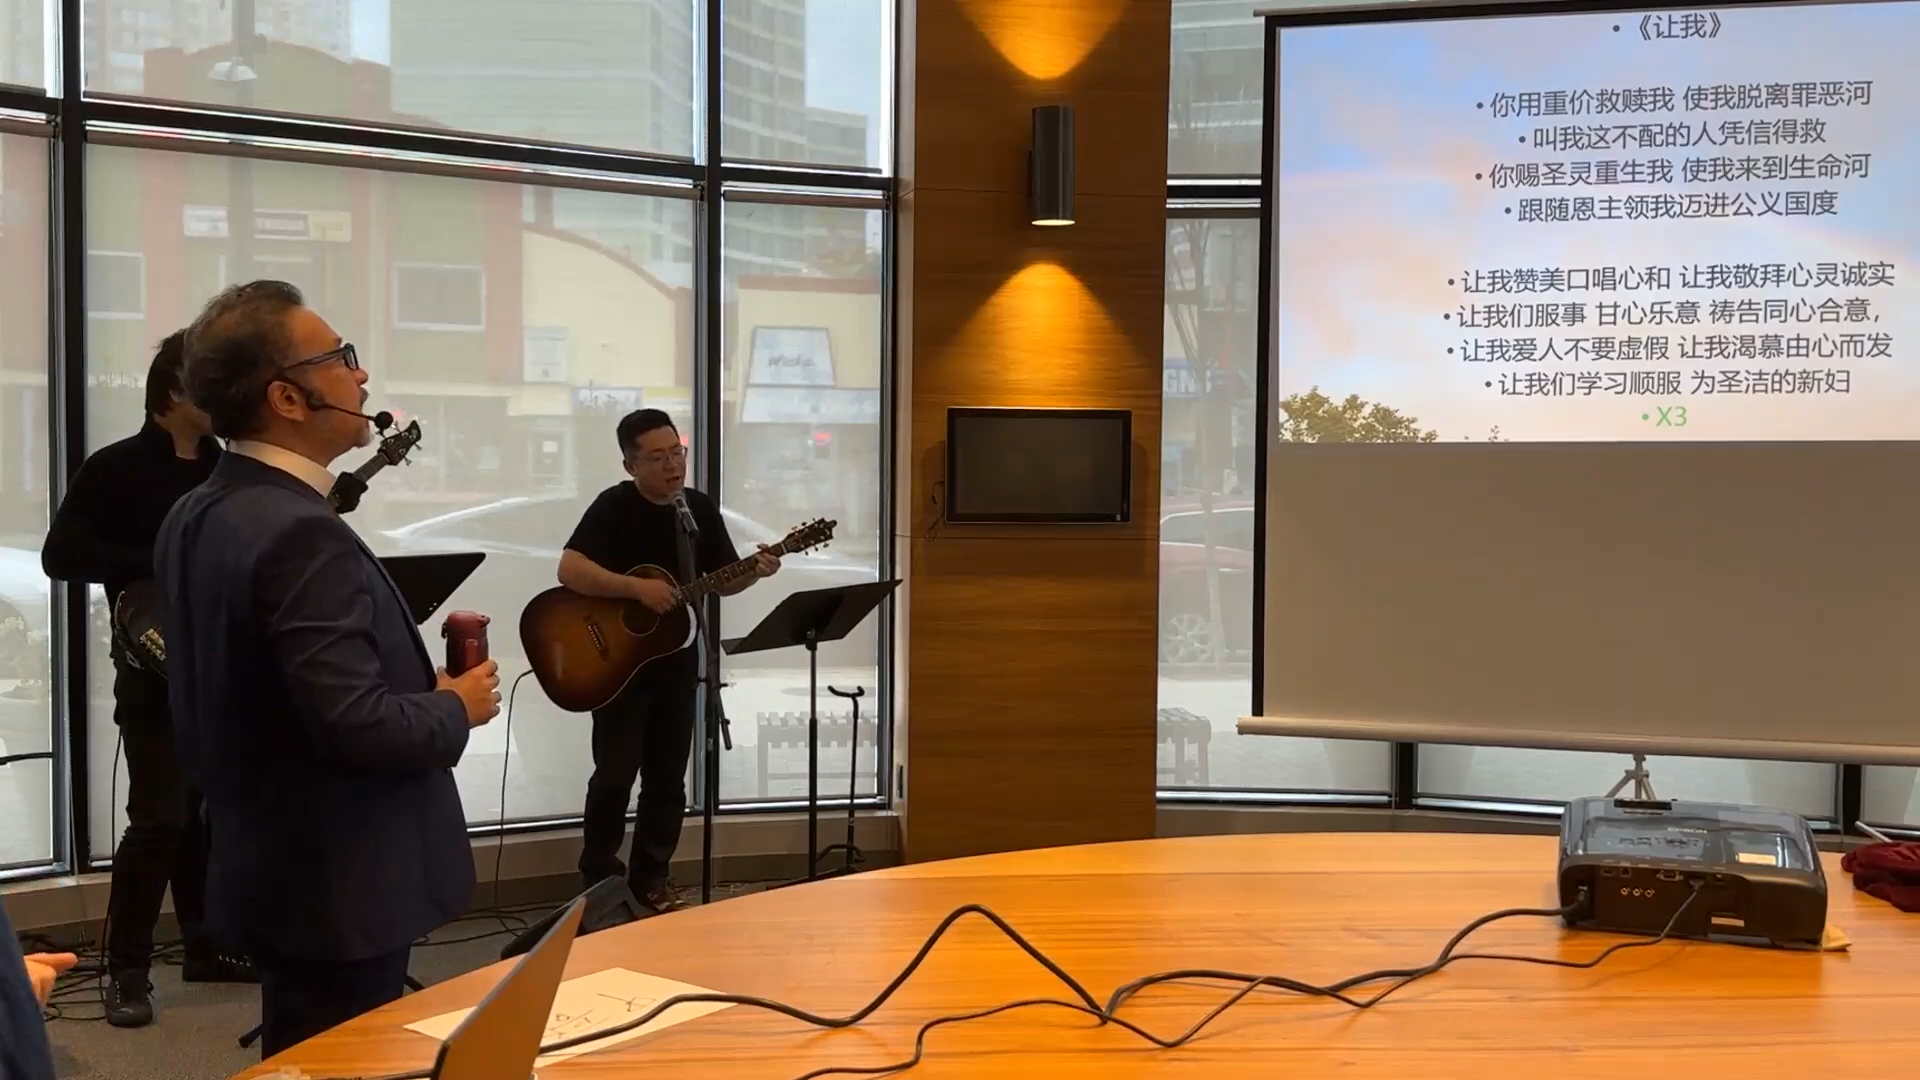 • 《让我》
• 你用重价救赎我 使我脱离罪恶河
• 叫我这不配的人凭信得救
• 你赐圣灵重生我 使我来到生命河
• 跟随恩主领我迈进公义国度
• 让我赞美口唱心和 让我敬拜心灵诚实
• 让我们服事 甘心乐意 祷告同心合意，
• 让我爱人不要虚假 让我渴慕由心而发
• 让我们学习顺服 为圣洁的新妇
• X3